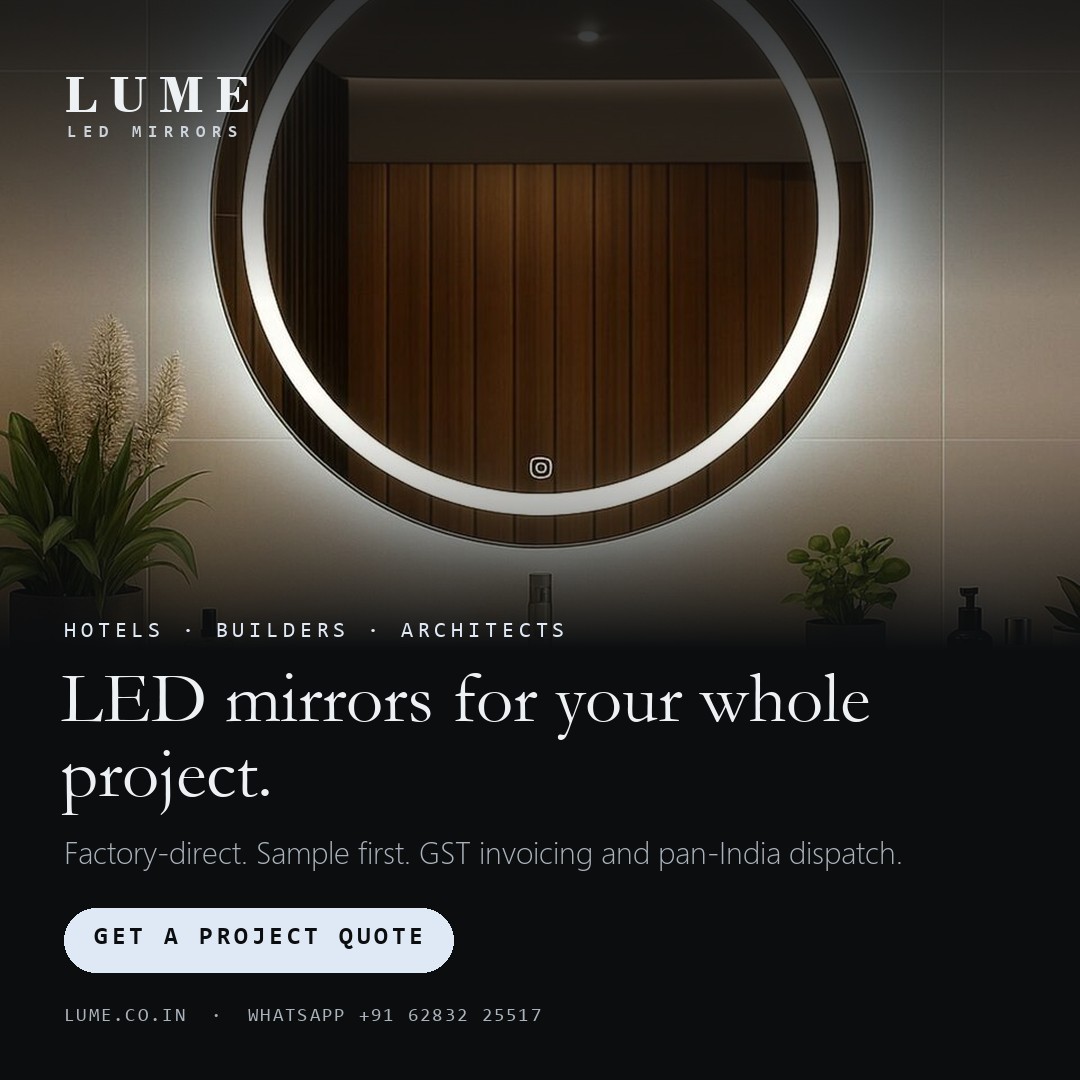 LUME
LED MIRRORS
HOTELS · BUILDERS · ARCHITECTS
LED mirrors for your whole
project.
Factory-direct. Sample first. GST invoicing and pan-India dispatch.
GET A PROJECT QUOTE
LUME.CO.IN · WHATSAPP +91 62832 25517